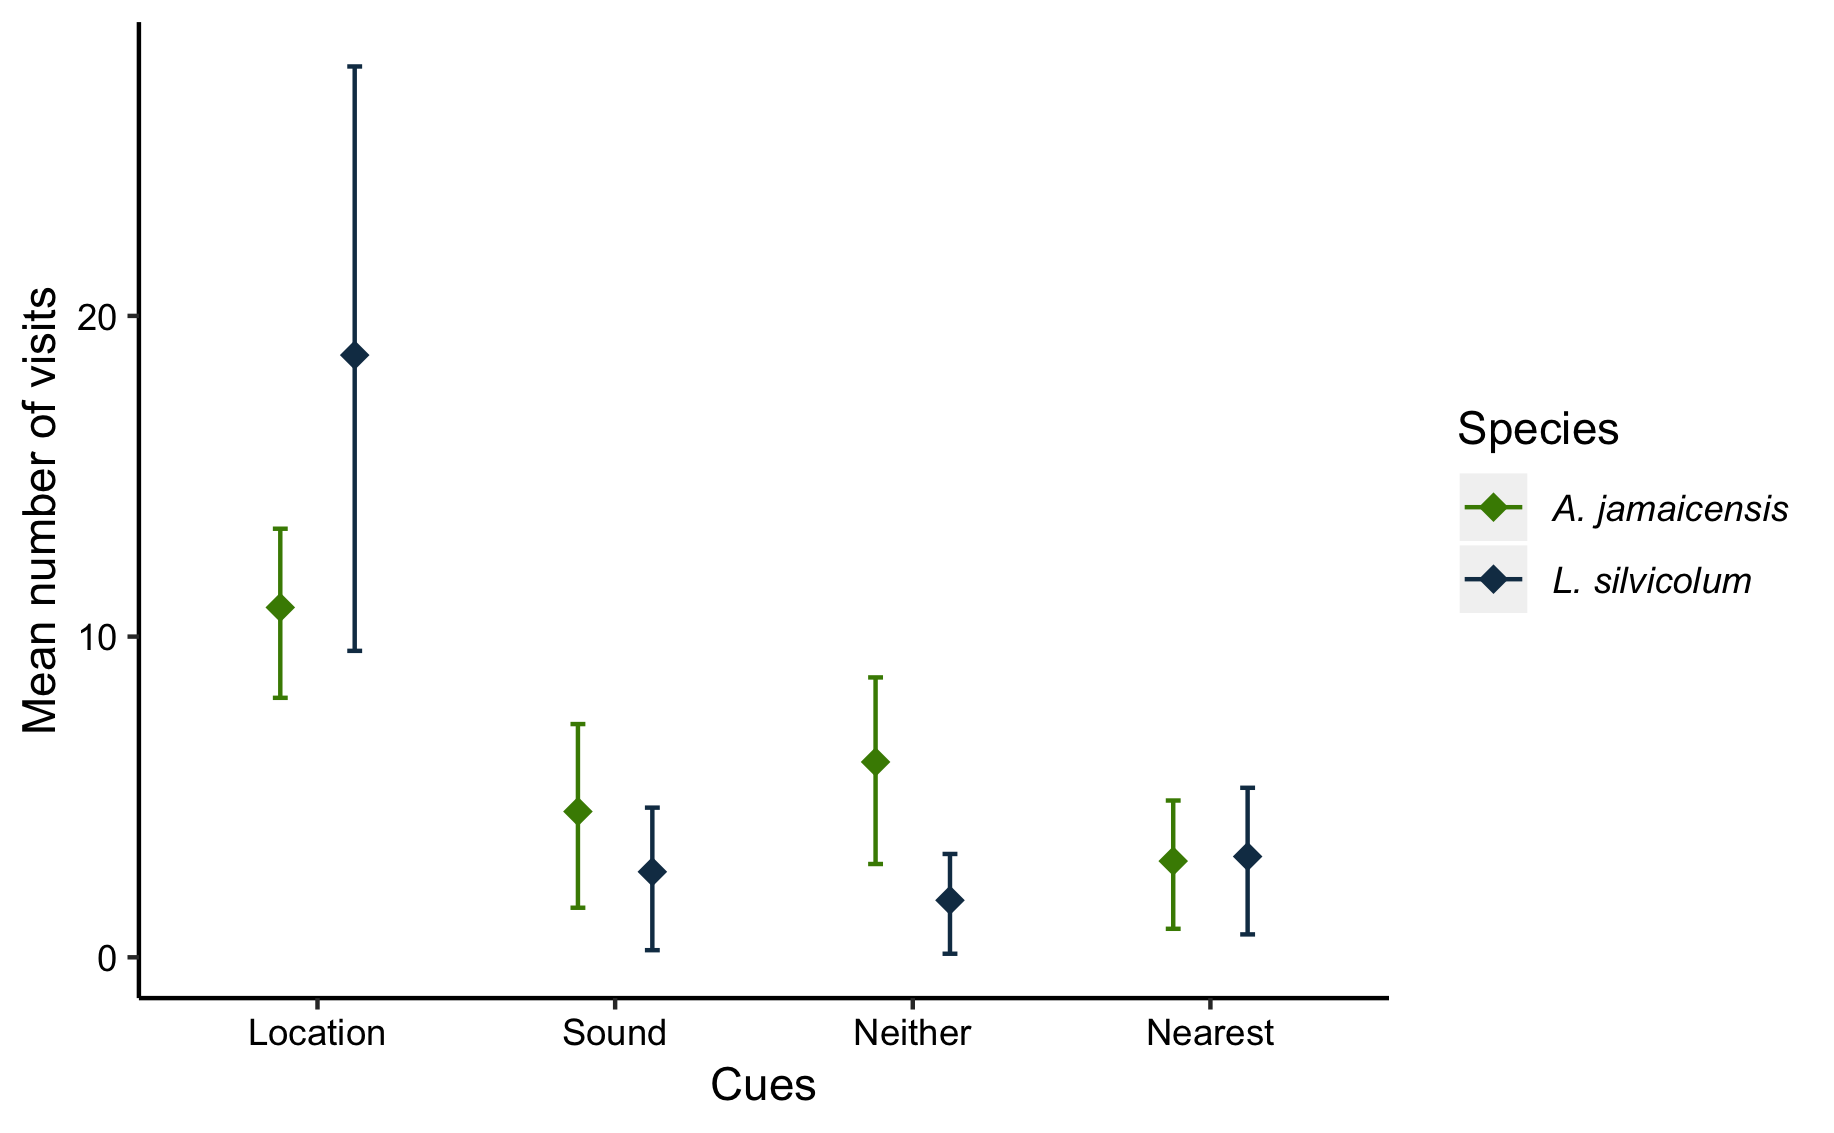 Mean number of visits
20
10
0
Location Sound Neither Nearest
Cues
Species
A. jamaicensis
L. silvicolum